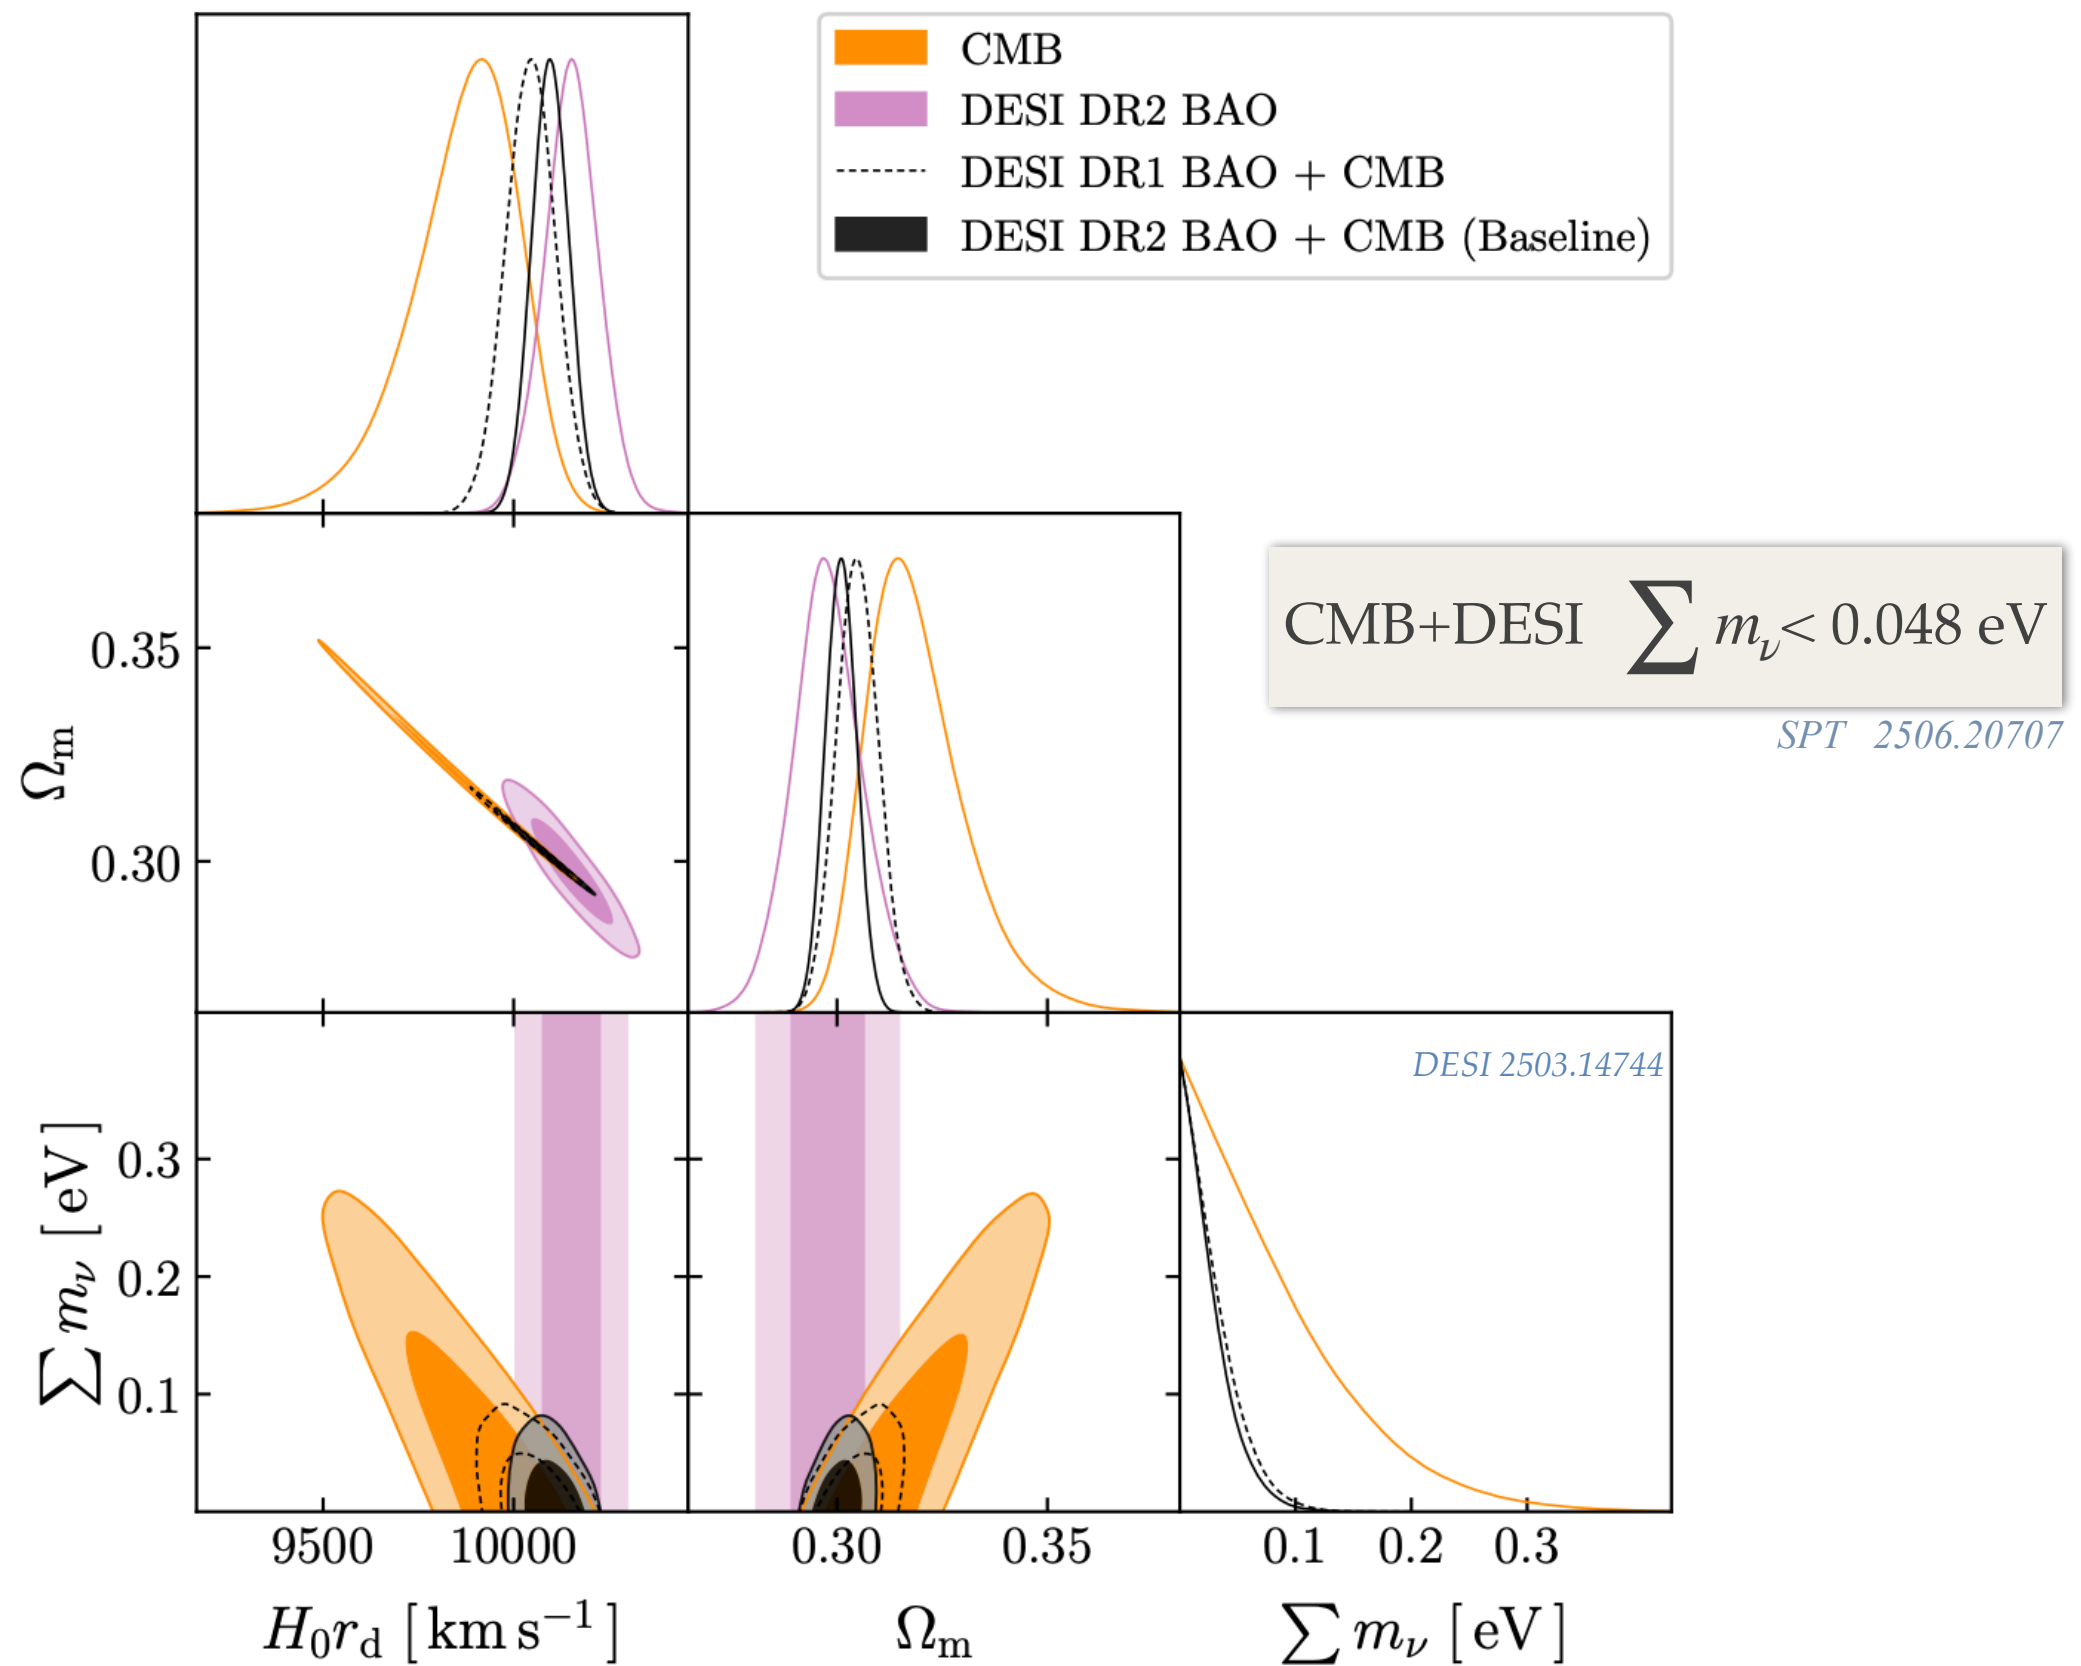 CMB
DESI DR2 BAO
DESI DR1 BAO + CMB
DESI DR2 BAO + CMB (Baseline)
CMB+DESI ∑ mν < 0.048 eV
SPT 2506.20707
0.35
0.30
Ωm
DESI 2503.14744
0.3
0.2
0.1
∑ mν [eV]
9500 10000 0.30 0.35 0.1 0.2 0.3
H₀rd [km s⁻¹] Ωm ∑ mν [eV]